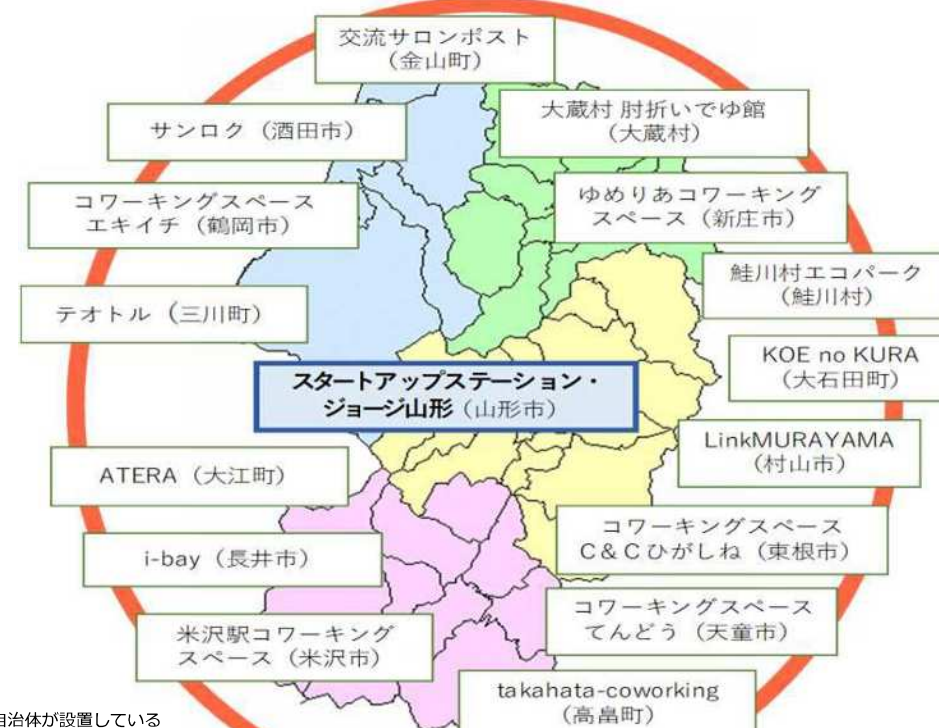 交流サロンポスト
（金山町）
大蔵村 肘折いでゆ館
（大蔵村）
サンロク（酒田市）
コワーキングスペース
エキイチ（鶴岡市）
ゆめりあコワーキング
スペース（新庄市）
鮭川村エコパーク
（鮭川村）
テオトル（三川町）
KOE no KURA
（大石田町）
スタートアップステーション・
ジョージ山形（山形市）
LinkMURAYAMA
（村山市）
ATERA（大江町）
コワーキングスペース
C＆Cひがしね（東根市）
i-bay（長井市）
コワーキングスペース
てんどう（天童市）
米沢駅コワーキング
スペース（米沢市）
takahata-coworking
（高畠町）
自治体が設置している